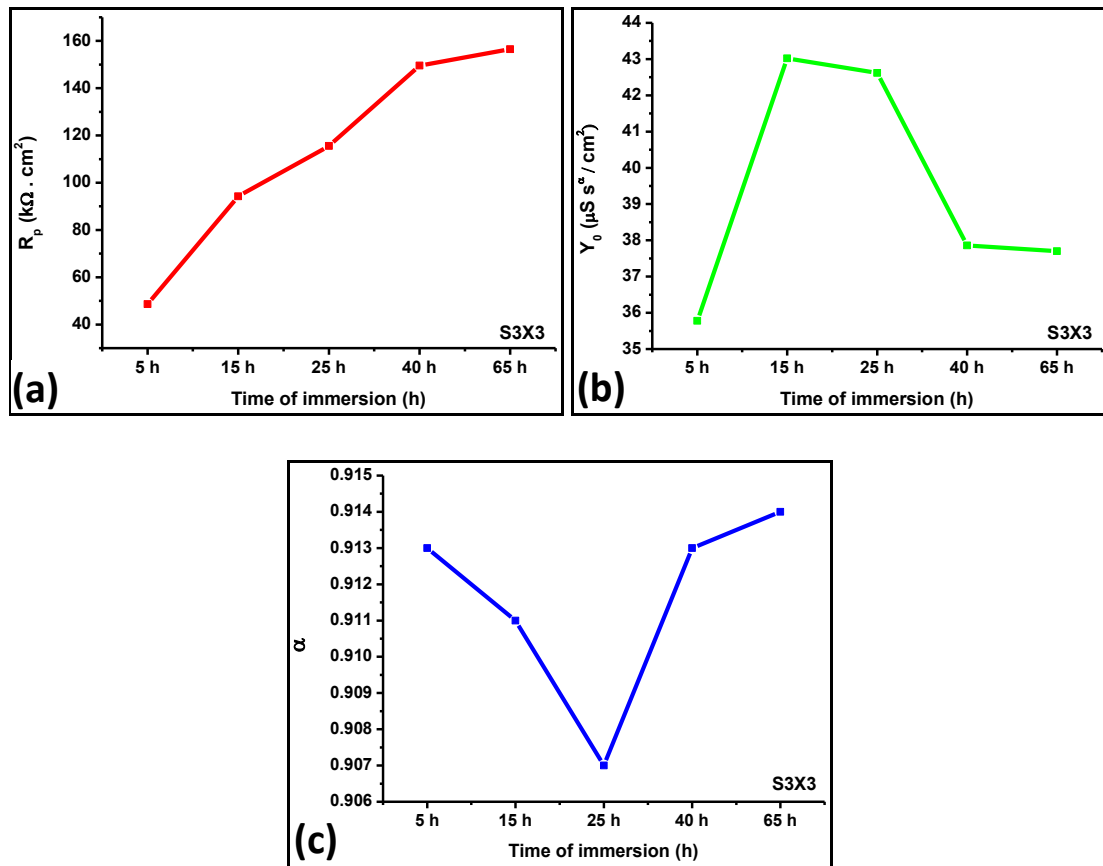 160
140
120
100
80
60
40
R_p (kΩ . cm²)
S3X3
5 h 15 h 25 h 40 h 65 h
(a)
Time of immersion (h)
44
43
42
41
40
39
38
37
36
35
Y_0 (µS s^α / cm²)
S3X3
5 h 15 h 25 h 40 h 65 h
(b)
Time of immersion (h)
0.915
0.914
0.913
0.912
0.911
0.910
0.909
0.908
0.907
0.906
α
S3X3
5 h 15 h 25 h 40 h 65 h
(c)
Time of immersion (h)